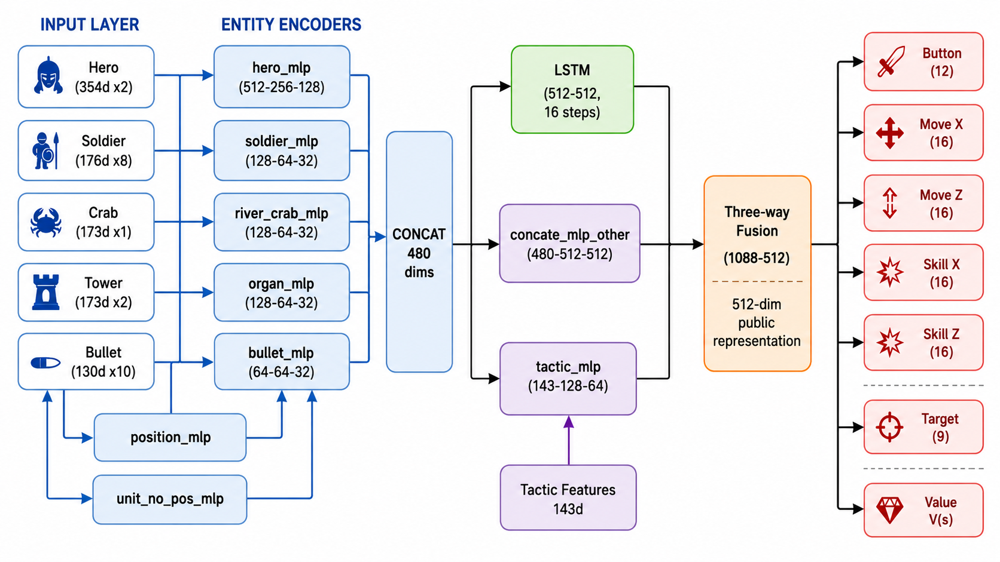 INPUT LAYER
ENTITY ENCODERS
Hero
(354d x2)
Soldier
(176d x8)
Crab
(173d x1)
Tower
(173d x2)
Bullet
(130d x10)
position_mlp
unit_no_pos_mlp
hero_mlp
(512-256-128)
soldier_mlp
(128-64-32)
river_crab_mlp
(128-64-32)
organ_mlp
(128-64-32)
bullet_mlp
(64-64-32)
CONCAT
480
dims
LSTM
(512-512,
16 steps)
concate_mlp_other
(480-512-512)
tactic_mlp
(143-128-64)
Tactic Features
143d
Three-way
Fusion
(1088-512)
512-dim
public
representation
Button
(12)
Move X
(16)
Move Z
(16)
Skill X
(16)
Skill Z
(16)
Target
(9)
Value
V(s)